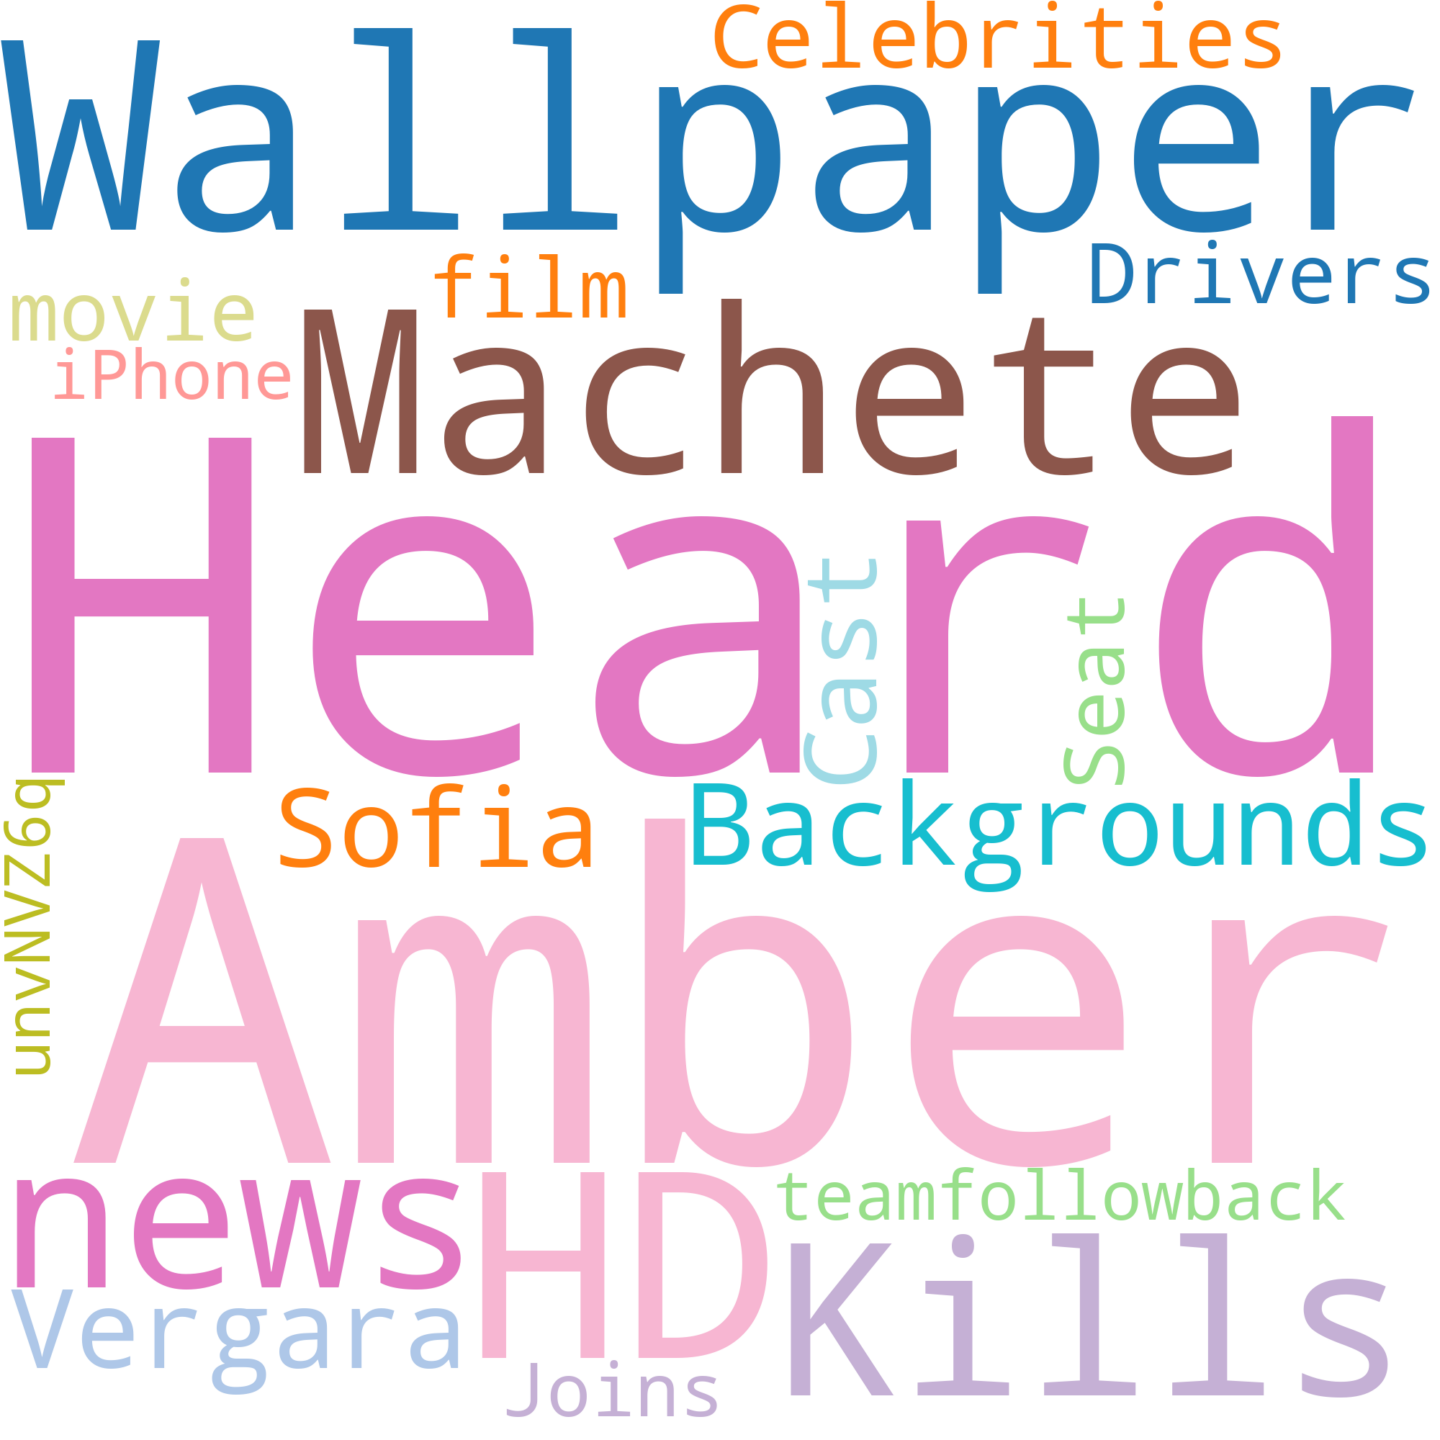 Celebrities
Wallpaper
Drivers
film
movie
Machete
iPhone
Heard
Cast
Seat
unvNVZ6q
Sofia
Backgrounds
Amber
news
HD
teamfollowback
Kills
Vergara
Joins